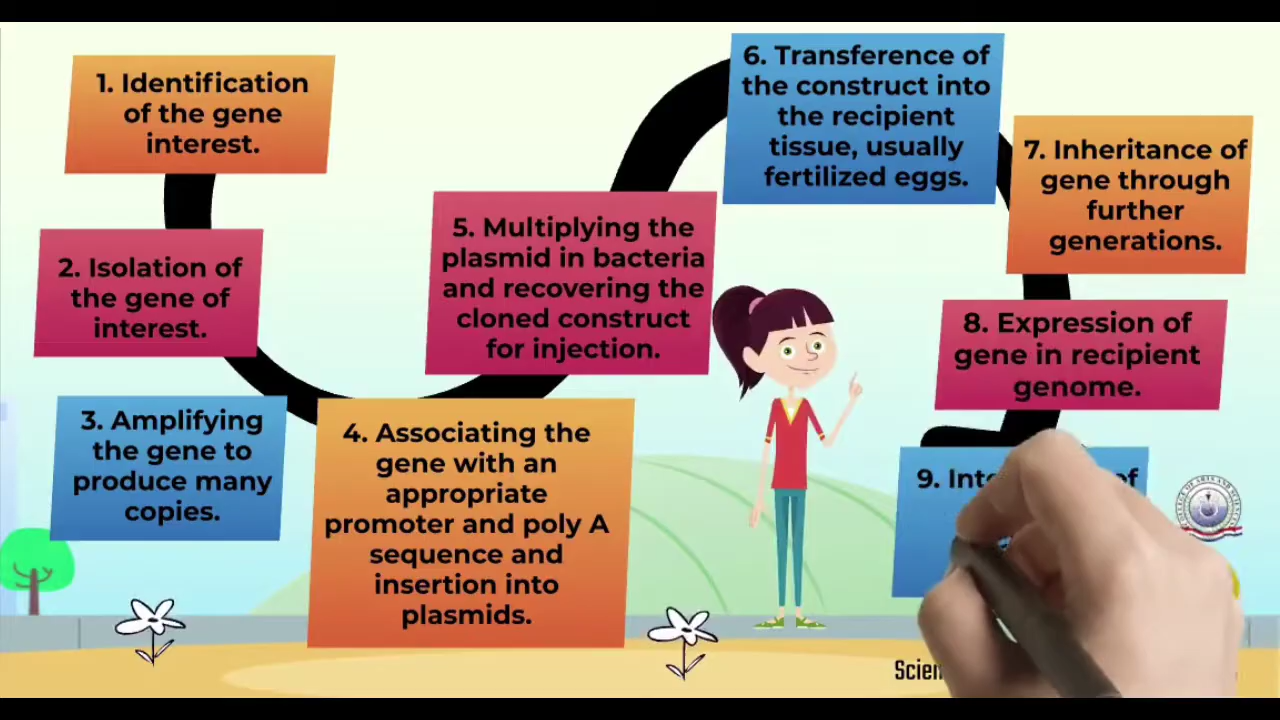 1. Identification
of the gene
interest.
2. Isolation of
the gene of
interest.
3. Amplifying
the gene to
produce many
copies.
4. Associating the
gene with an
appropriate
promoter and poly A
sequence and
insertion into
plasmids.
5. Multiplying the
plasmid in bacteria
and recovering the
cloned construct
for injection.
6. Transference of
the construct into
the recipient
tissue, usually
fertilized eggs.
7. Inheritance of
gene through
further
generations.
8. Expression of
gene in recipient
genome.
9. of